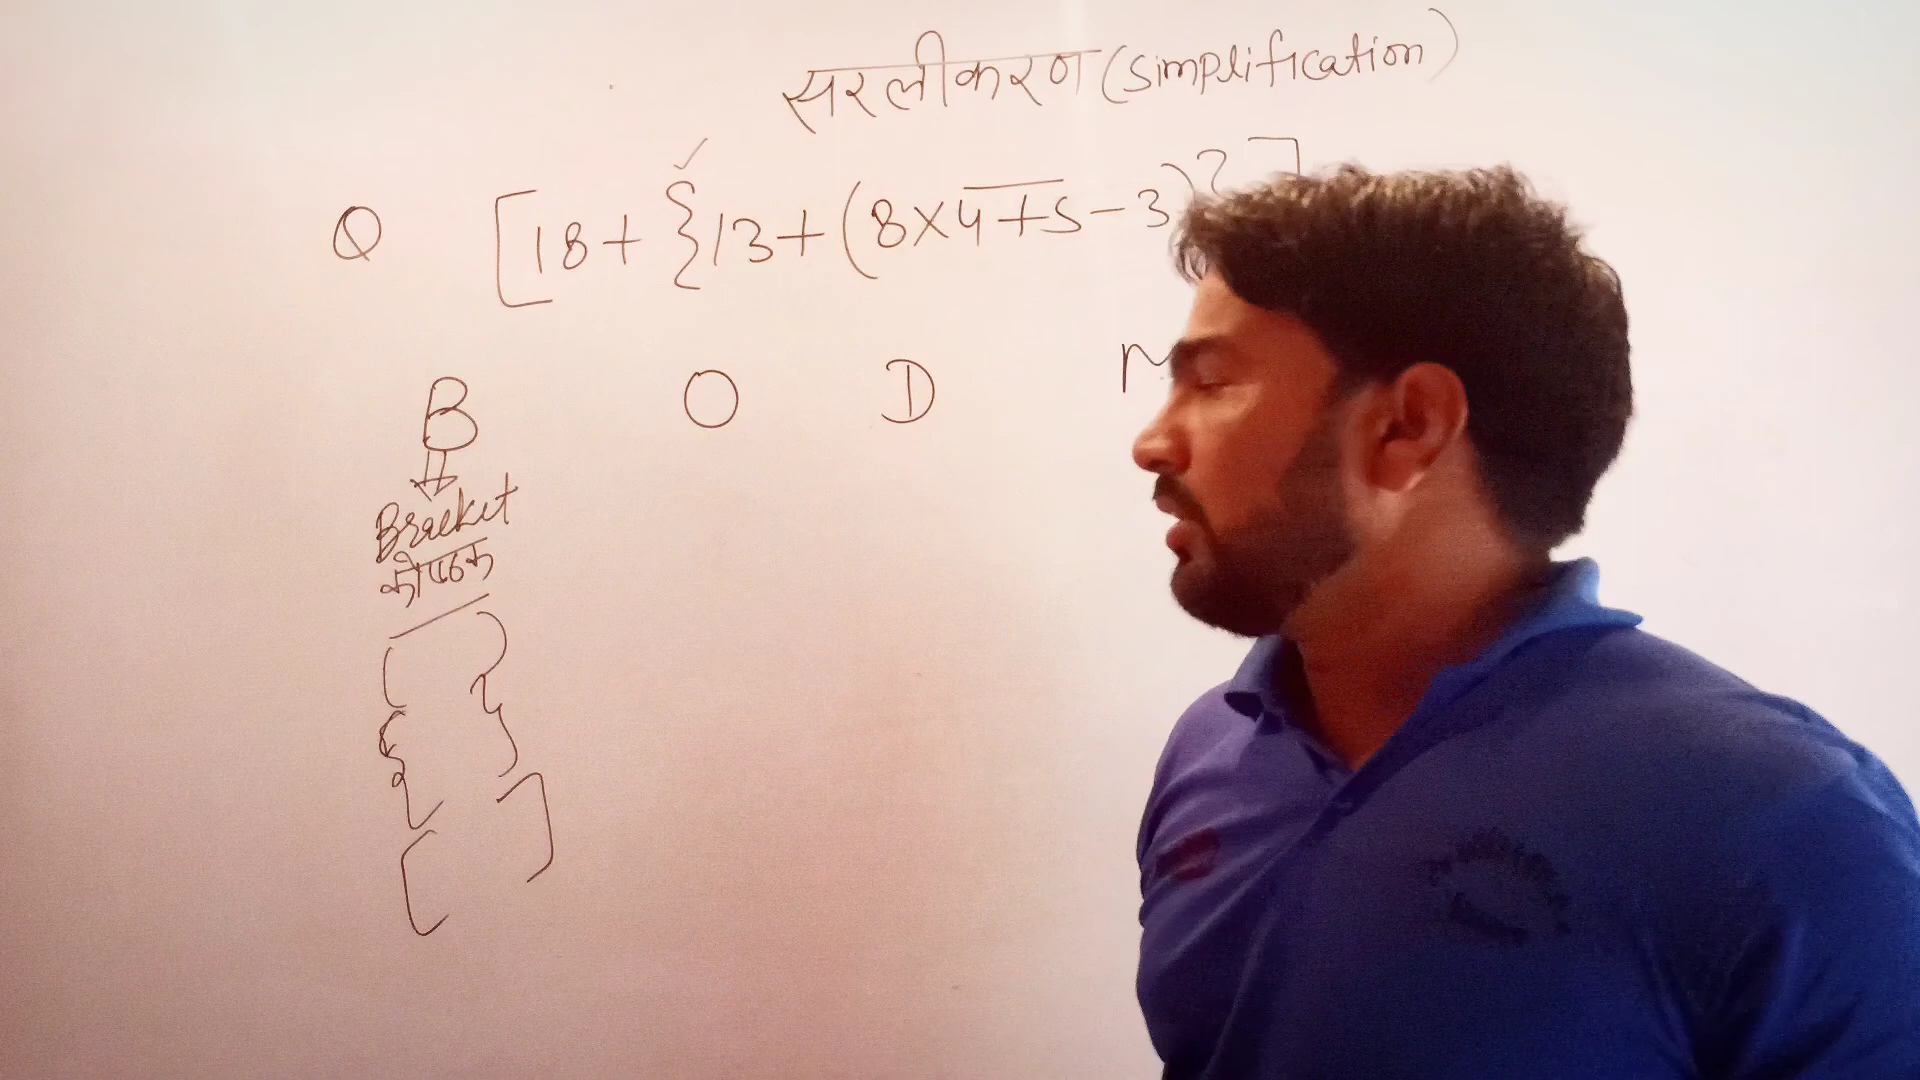 सरलीकरण (simplification)
Q [18+{13+(8×4+5-3)}]
B O D M
Bracket
कोष्ठक
( )
{ }
[ ]